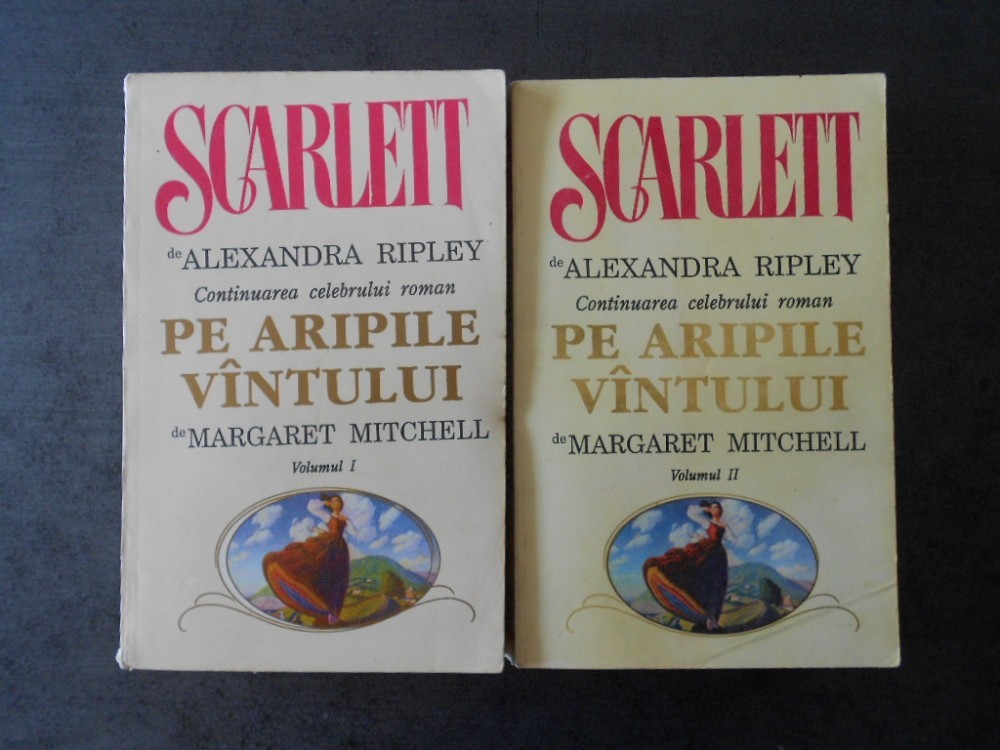 SCARLETT
de ALEXANDRA RIPLEY
Continuarea celebrului roman
PE ARIPILE
VÎNTULUI
de MARGARET MITCHELL
Volumul I
SCARLETT
de ALEXANDRA RIPLEY
Continuarea celebrului roman
PE ARIPILE
VÎNTULUI
de MARGARET MITCHELL
Volumul II